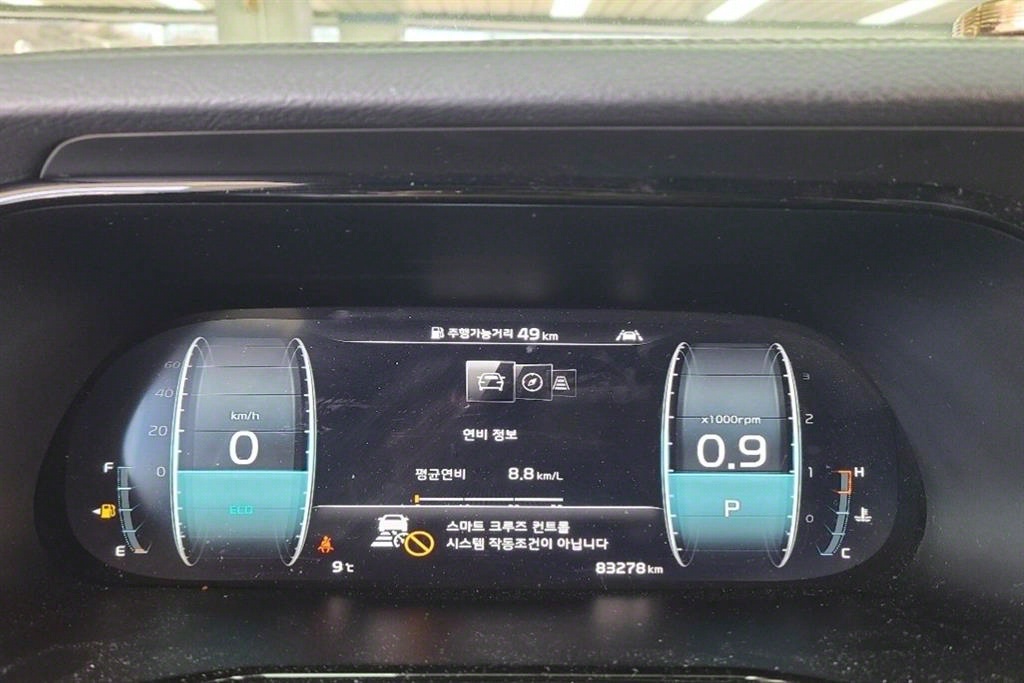 주행가능거리 49 km
60
40
20
0
km/h
0
ECO
F
E
연비 정보
평균연비 8.8 km/L
스마트 크루즈 컨트롤
시스템 작동조건이 아닙니다
9℃
83278 km
x1000rpm
0.9
P
3
2
1
0
H
C